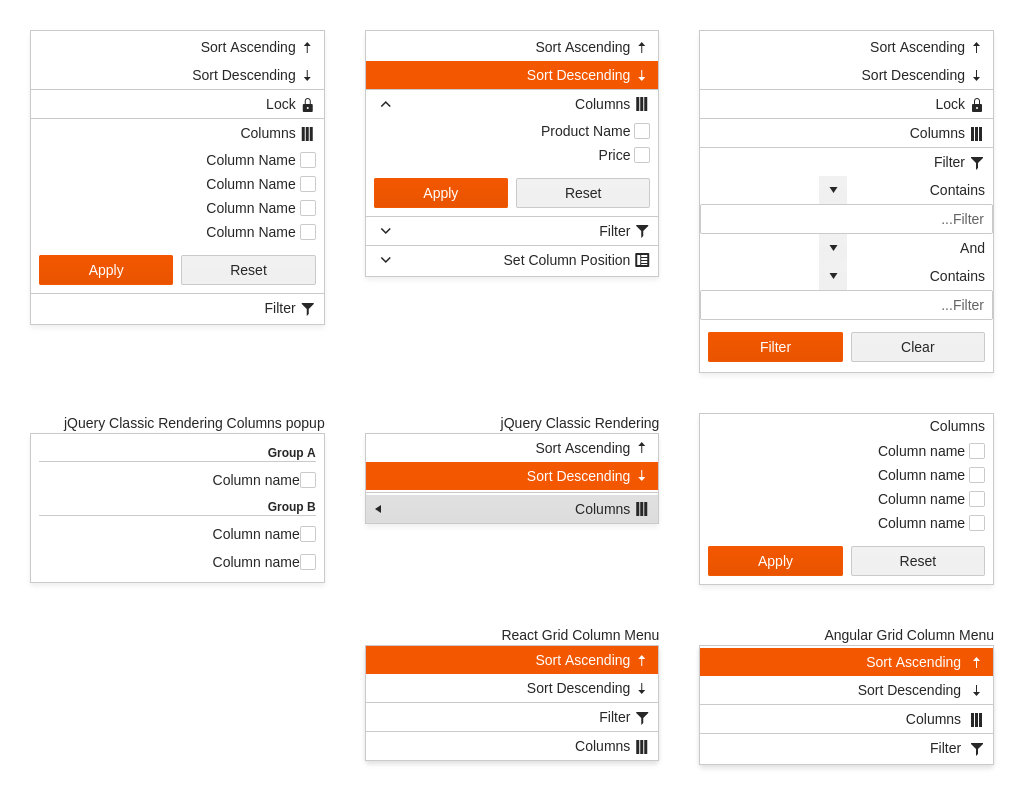 Sort Ascending
Sort Descending
Lock
Columns
Column Name
Column Name
Column Name
Column Name
Apply
Reset
Filter
Sort Ascending
Sort Descending
Columns
Product Name
Price
Apply
Reset
Filter
Set Column Position
Sort Ascending
Sort Descending
Lock
Columns
Filter
Contains
...Filter
And
Contains
...Filter
Filter
Clear
jQuery Classic Rendering Columns popup
Group A
Column name
Group B
Column name
Column name
jQuery Classic Rendering
Sort Ascending
Sort Descending
Columns
Columns
Column name
Column name
Column name
Column name
Apply
Reset
React Grid Column Menu
Sort Ascending
Sort Descending
Filter
Columns
Angular Grid Column Menu
Sort Ascending
Sort Descending
Columns
Filter